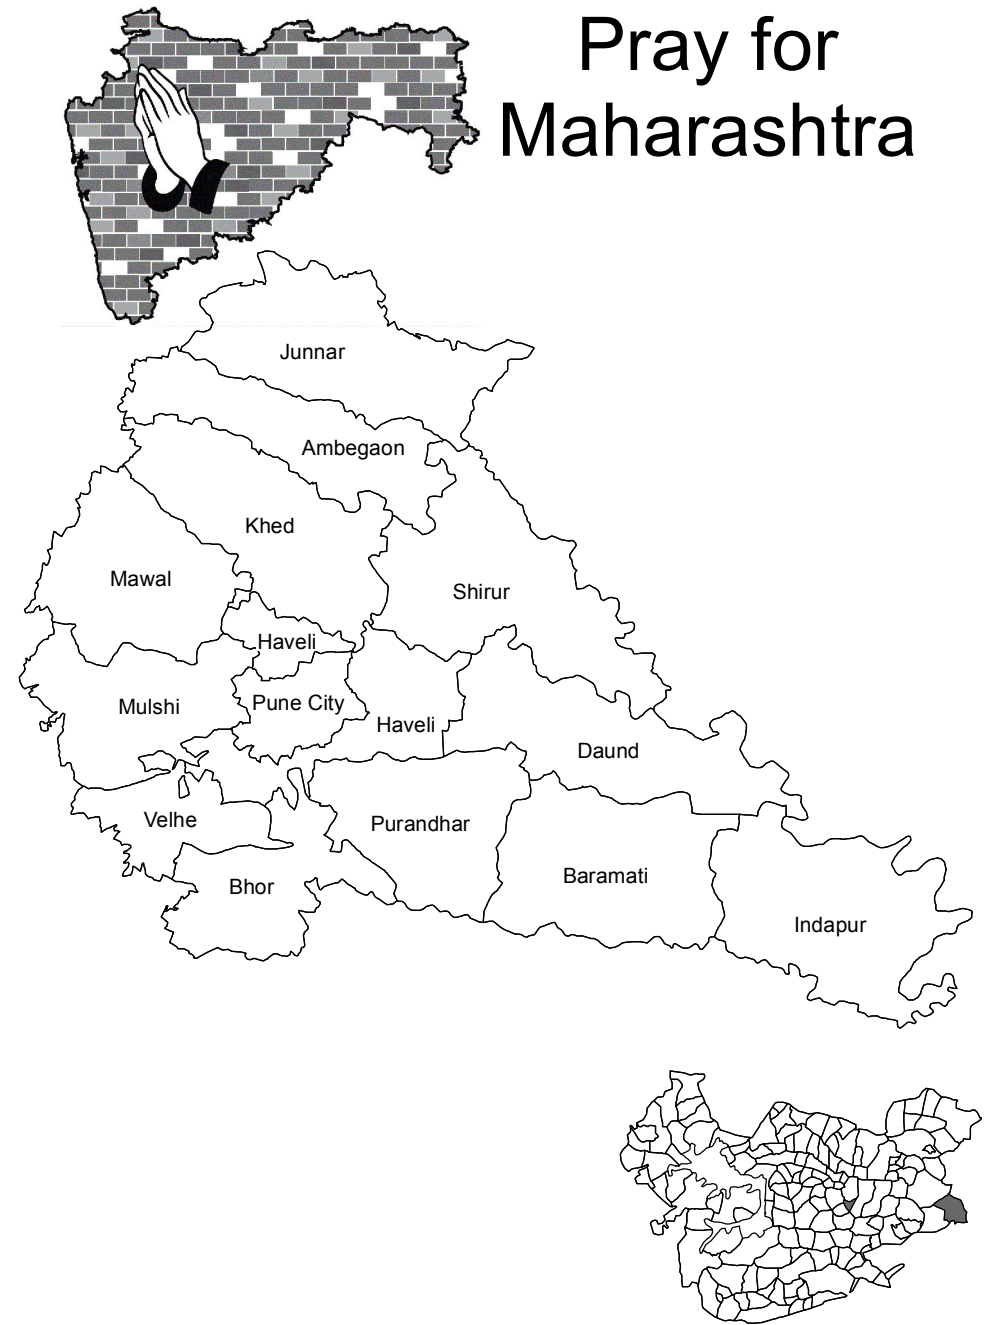 Pray for
Maharashtra
Junnar
Ambegaon
Khed
Mawal
Shirur
Haveli
Mulshi
Pune City
Haveli
Daund
Velhe
Purandhar
Bhor
Baramati
Indapur